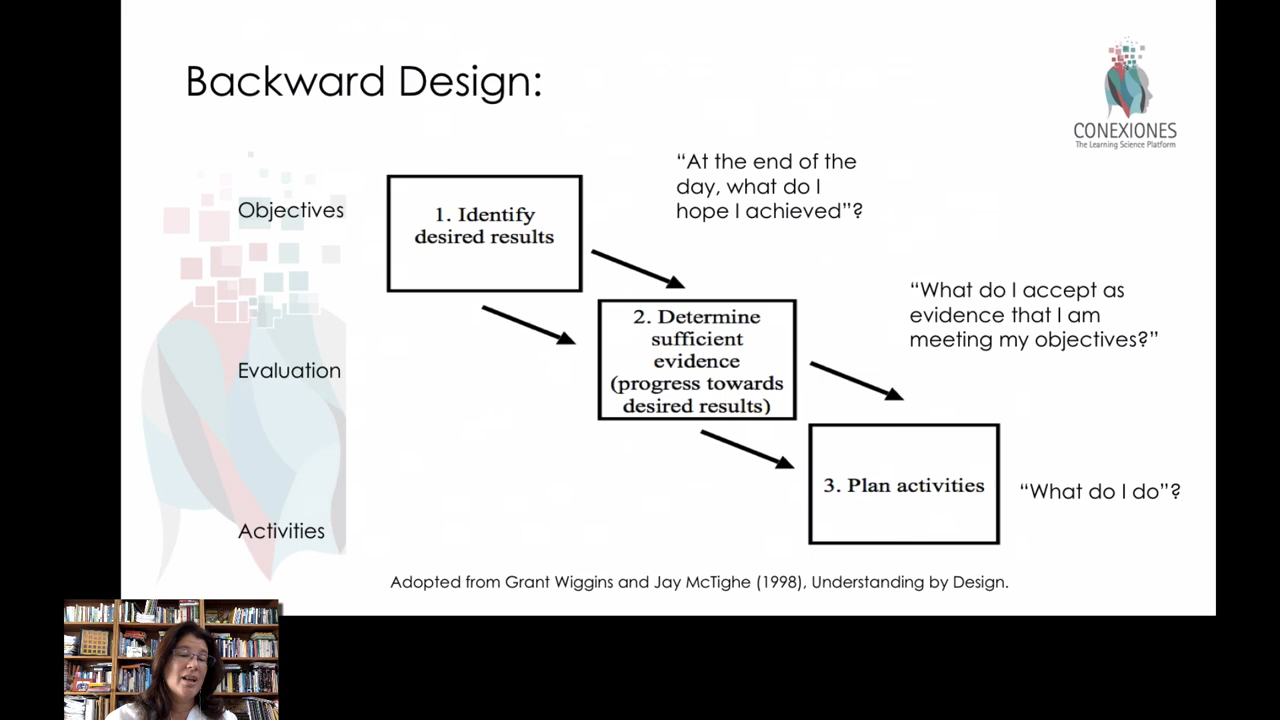 Backward Design:
CONEXIONES
The Learning Science Platform
Objectives
1. Identify
desired results
“At the end of the
day, what do I
hope I achieved”?
Evaluation
2. Determine
sufficient
evidence
(progress towards
desired results)
“What do I accept as
evidence that I am
meeting my objectives?”
Activities
3. Plan activities
“What do I do”?
Adopted from Grant Wiggins and Jay McTighe (1998), Understanding by Design.